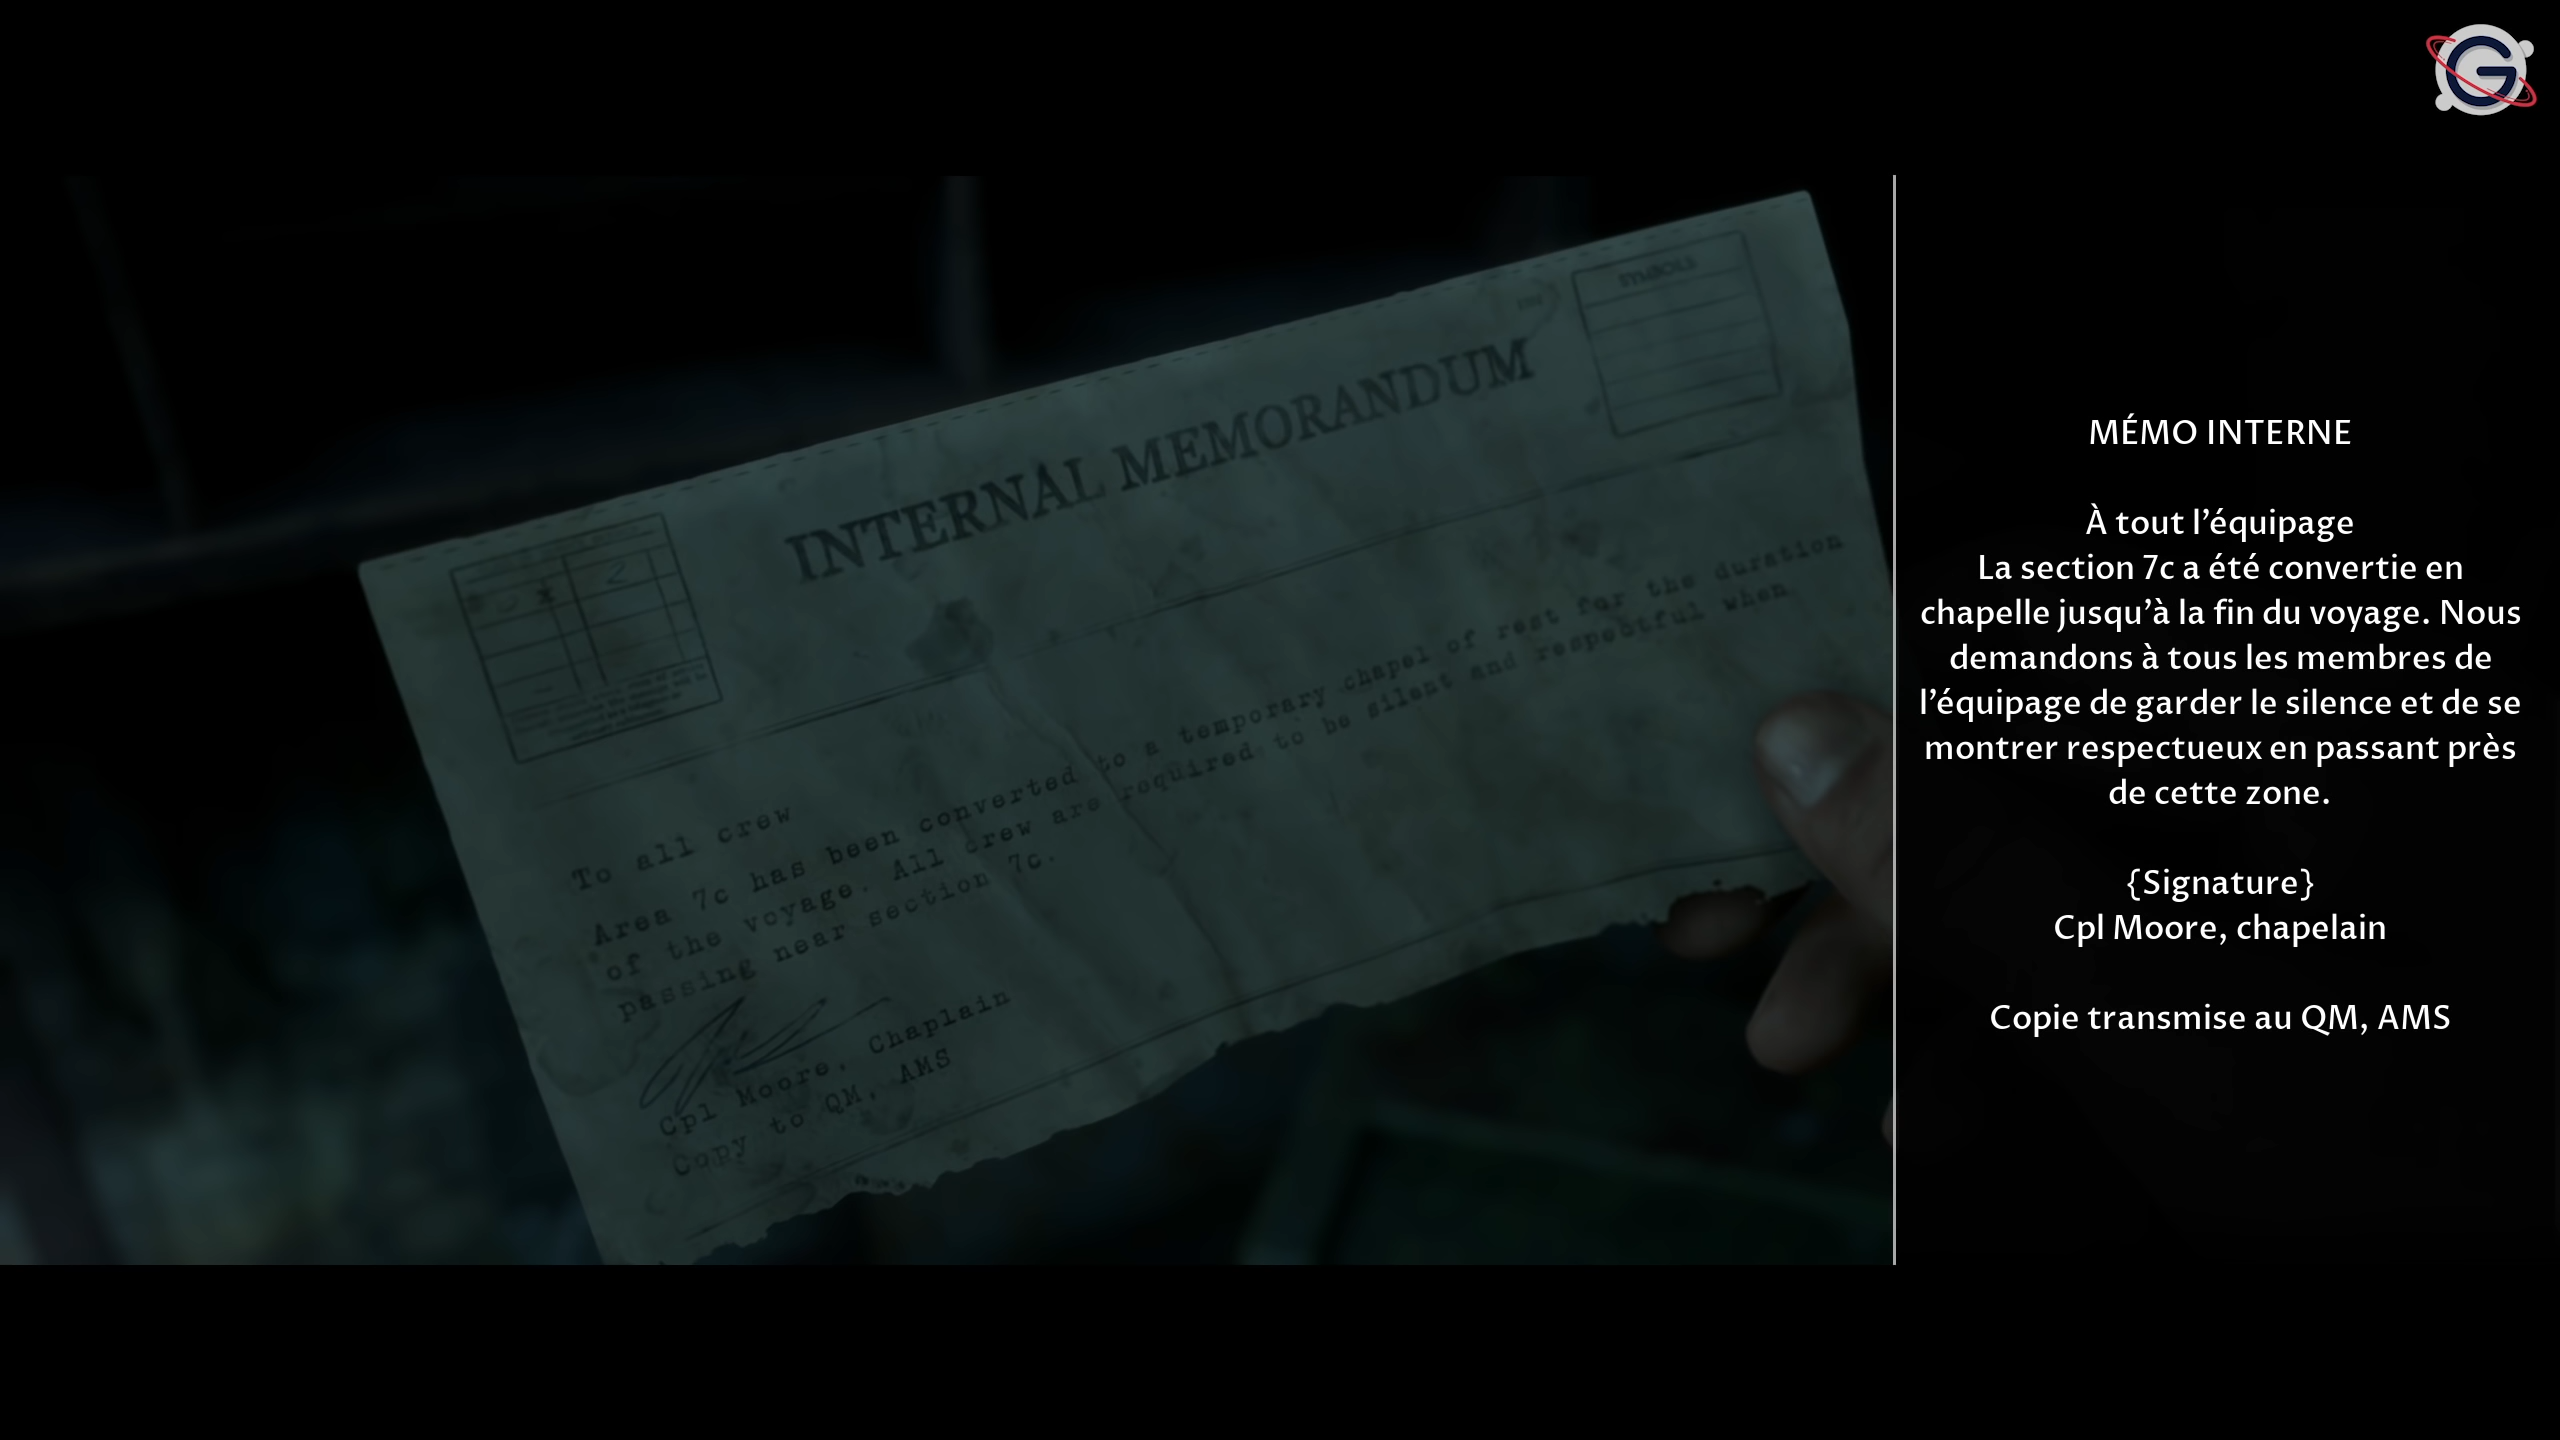 INTERNAL MEMORANDUM
To all crew
Area 7c has been converted to a temporary chapel of rest for the duration
of the voyage. All crew are required to be silent and respectful when
passing near section 7c.
Cpl Moore, Chaplain
Copy to QM, AMS
MÉMO INTERNE
À tout l’équipage
La section 7c a été convertie en
chapelle jusqu’à la fin du voyage. Nous
demandons à tous les membres de
l’équipage de garder le silence et de se
montrer respectueux en passant près
de cette zone.
{Signature}
Cpl Moore, chapelain
Copie transmise au QM, AMS
G